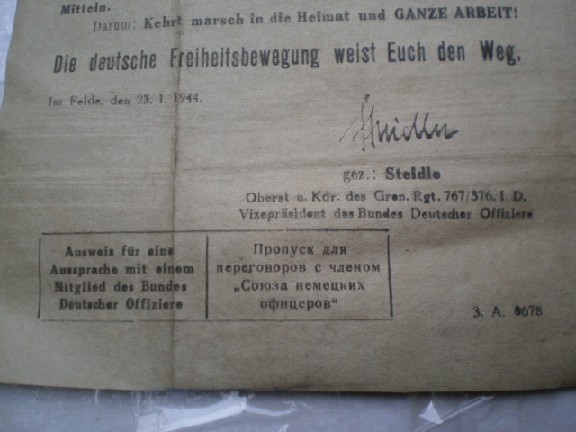 Mitteln.
Darum: Kehrt marsch in die Heimat und GANZE ARBEIT!
Die deutsche Freiheitsbewegung weist Euch den Weg.
Im Felde, den 23. I. 1944.
Steidle
gez.: Steidle
Oberst u. Kdr. des Gren. Rgt. 767/376. I. D.
Vizepräsident des Bundes Deutscher Offiziere
Ausweis für eine
Aussprache mit einem
Mitglied des Bundes
Deutscher Offiziere
Пропуск для
переговоров с членом
„Союза немецких
офицеров“
З. А. 0678